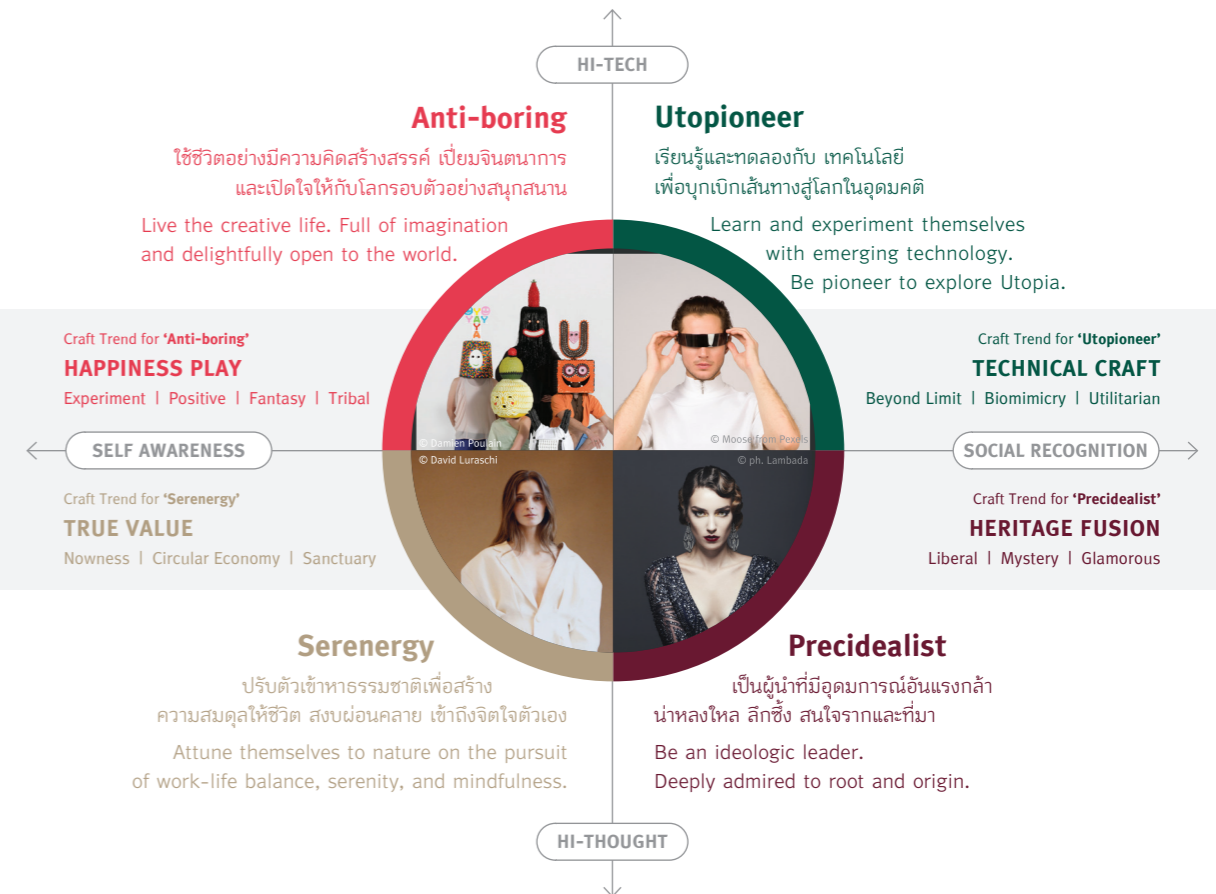 HI-TECH
Anti-boring
ใช้ชีวิตอย่างมีความคิดสร้างสรรค์ เปี่ยมจินตนาการ
และเปิดใจให้กับโลกรอบตัวอย่างสนุกสนาน
Live the creative life. Full of imagination
and delightfully open to the world.
Utopioneer
เรียนรู้และทดลองกับ เทคโนโลยี
เพื่อบุกเบิกเส้นทางสู่โลกในอุดมคติ
Learn and experiment themselves
with emerging technology.
Be pioneer to explore Utopia.
Craft Trend for ‘Anti-boring’
HAPPINESS PLAY
Experiment | Positive | Fantasy | Tribal
YAY
© Damien Poulain
© Moose from Pexels
Craft Trend for ‘Utopioneer’
TECHNICAL CRAFT
Beyond Limit | Biomimicry | Utilitarian
SELF AWARENESS
SOCIAL RECOGNITION
© David Luraschi
© ph. Lambada
Craft Trend for ‘Serenergy’
TRUE VALUE
Nowness | Circular Economy | Sanctuary
Craft Trend for ‘Precidealist’
HERITAGE FUSION
Liberal | Mystery | Glamorous
Serenergy
ปรับตัวเข้าหาธรรมชาติเพื่อสร้าง
ความสมดุลให้ชีวิต สงบผ่อนคลาย เข้าถึงจิตใจตัวเอง
Attune themselves to nature on the pursuit
of work-life balance, serenity, and mindfulness.
Precidealist
เป็นผู้นำที่มีอุดมการณ์อันแรงกล้า
น่าหลงใหล ลึกซึ้ง สนใจรากและที่มา
Be an ideologic leader.
Deeply admired to root and origin.
HI-THOUGHT